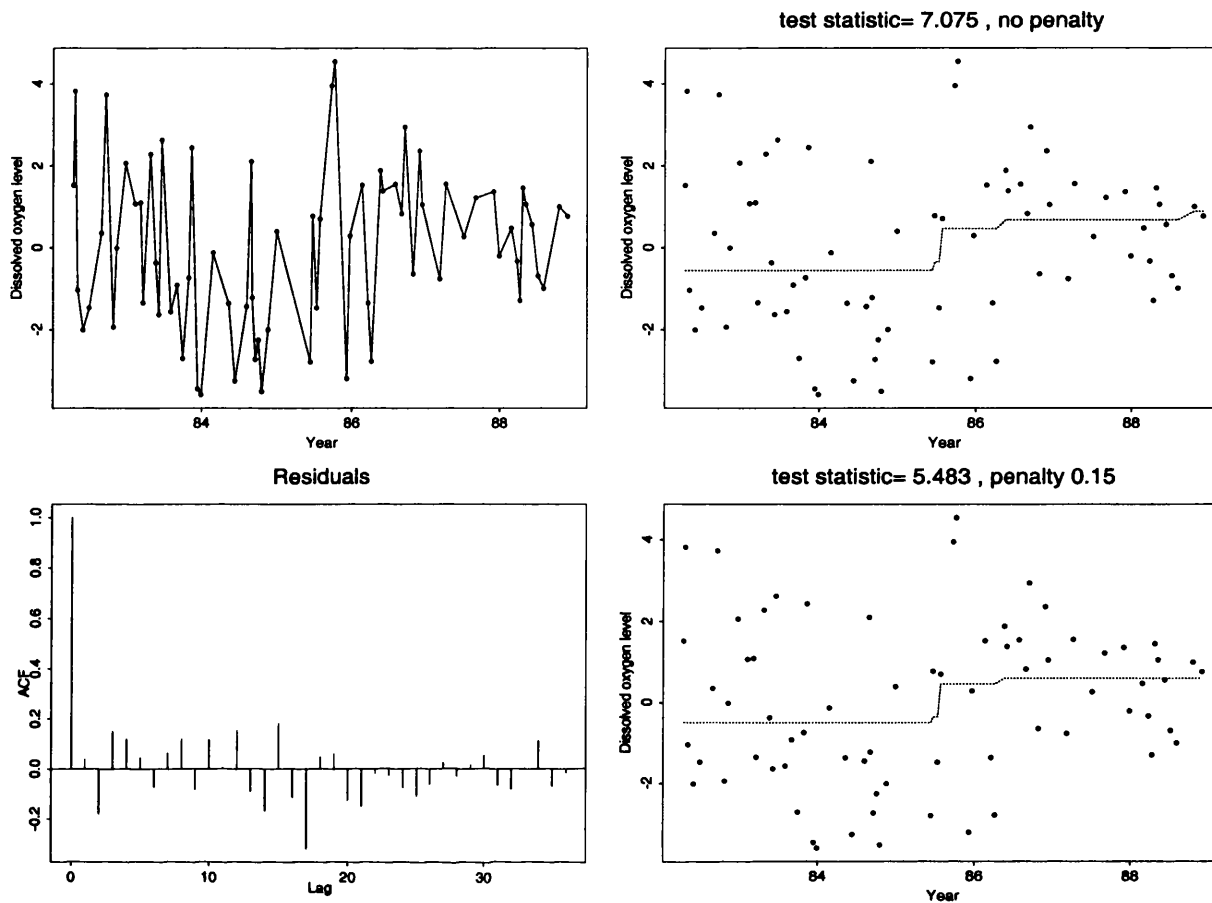 test statistic= 7.075 , no penalty
Dissolved oxygen level
4
2
0
-2
84
86
88
Year
Dissolved oxygen level
4
2
0
-2
84
86
88
Year
Residuals
ACF
1.0
0.8
0.6
0.4
0.2
0.0
-0.2
0
10
20
30
Lag
test statistic= 5.483 , penalty 0.15
Dissolved oxygen level
4
2
0
-2
84
86
88
Year